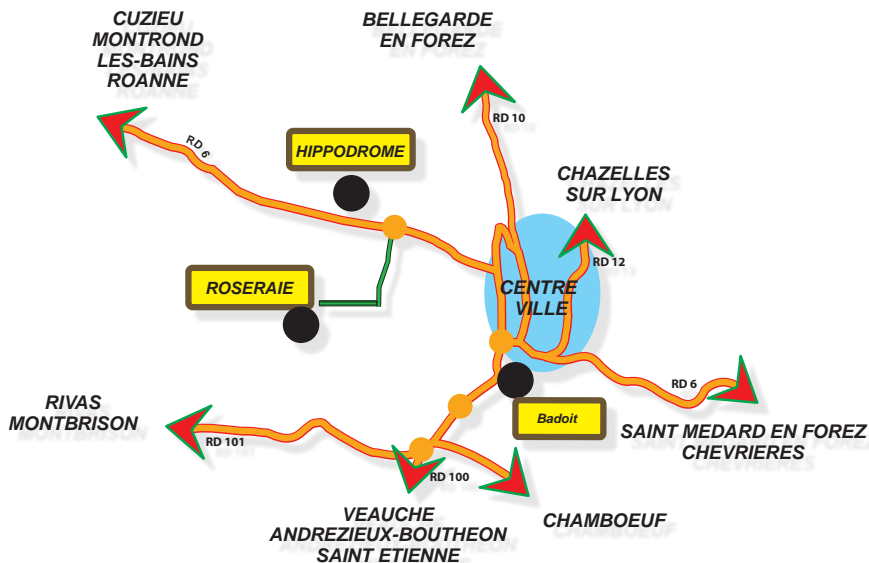 CUZIEU
MONTROND
LES-BAINS
ROANNE
BELLEGARDE
EN FOREZ
RD 10
RD 6
HIPPODROME
CHAZELLES
SUR LYON
RD 12
ROSERAIE
CENTRE
VILLE
RD 6
RIVAS
MONTBRISON
RD 101
Badoit
SAINT MEDARD EN FOREZ
CHEVRIERES
RD 100
VEAUCHE
ANDREZIEUX-BOUTHEON
SAINT ETIENNE
CHAMBOEUF